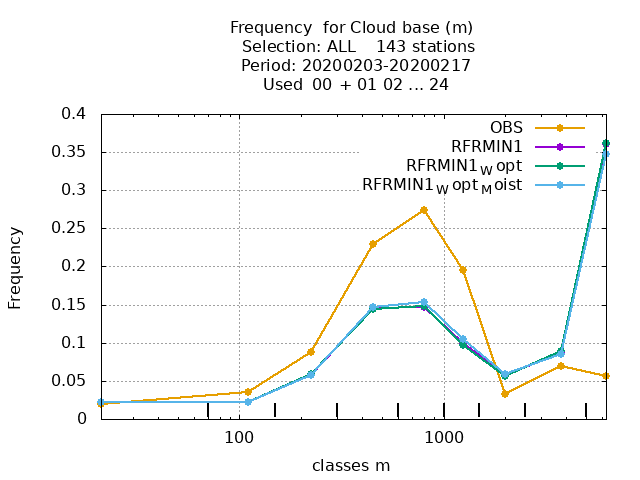 Frequency  for Cloud base (m)
Selection: ALL    143 stations
Period: 20200203-20200217
Used  00 + 01 02 ... 24
OBS
RFRMIN1
RFRMIN1Wopt
RFRMIN1WoptMoist
0.4
0.35
0.3
0.25
0.2
0.15
0.1
0.05
0
Frequency
100
1000
classes m